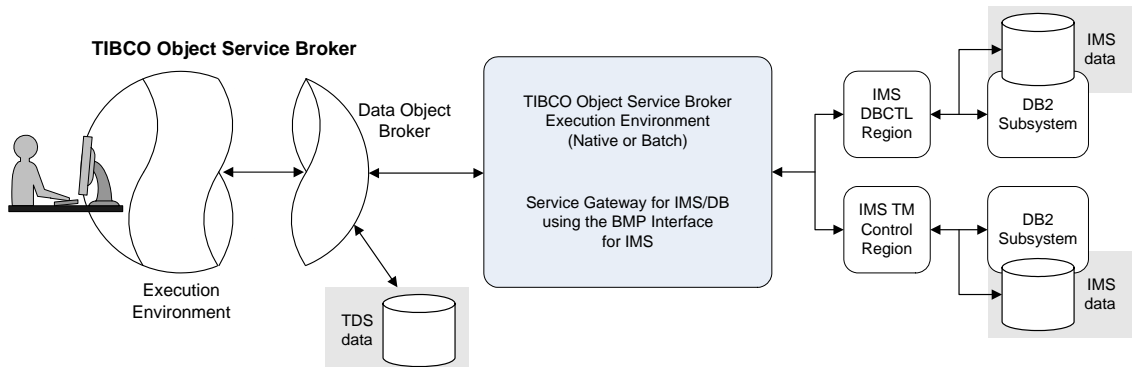 TIBCO Object Service Broker
Data Object
Broker
Execution
Environment
TDS
data
TIBCO Object Service Broker
Execution Environment
(Native or Batch)
Service Gateway for IMS/DB
using the BMP Interface
for IMS
IMS
DBCTL
Region
IMS
data
DB2
Subsystem
IMS TM
Control
Region
DB2
Subsystem
IMS
data